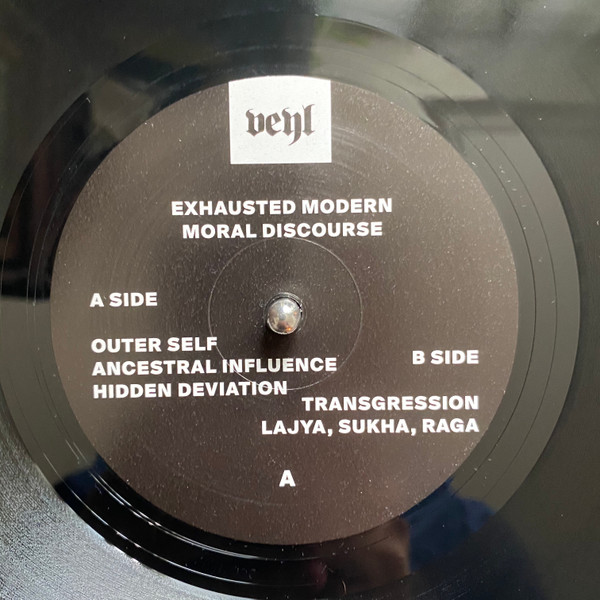 veyl
EXHAUSTED MODERN
MORAL DISCOURSE
A SIDE
OUTER SELF
ANCESTRAL INFLUENCE
HIDDEN DEVIATION
B SIDE
TRANSGRESSION
LAJYA, SUKHA, RAGA
A